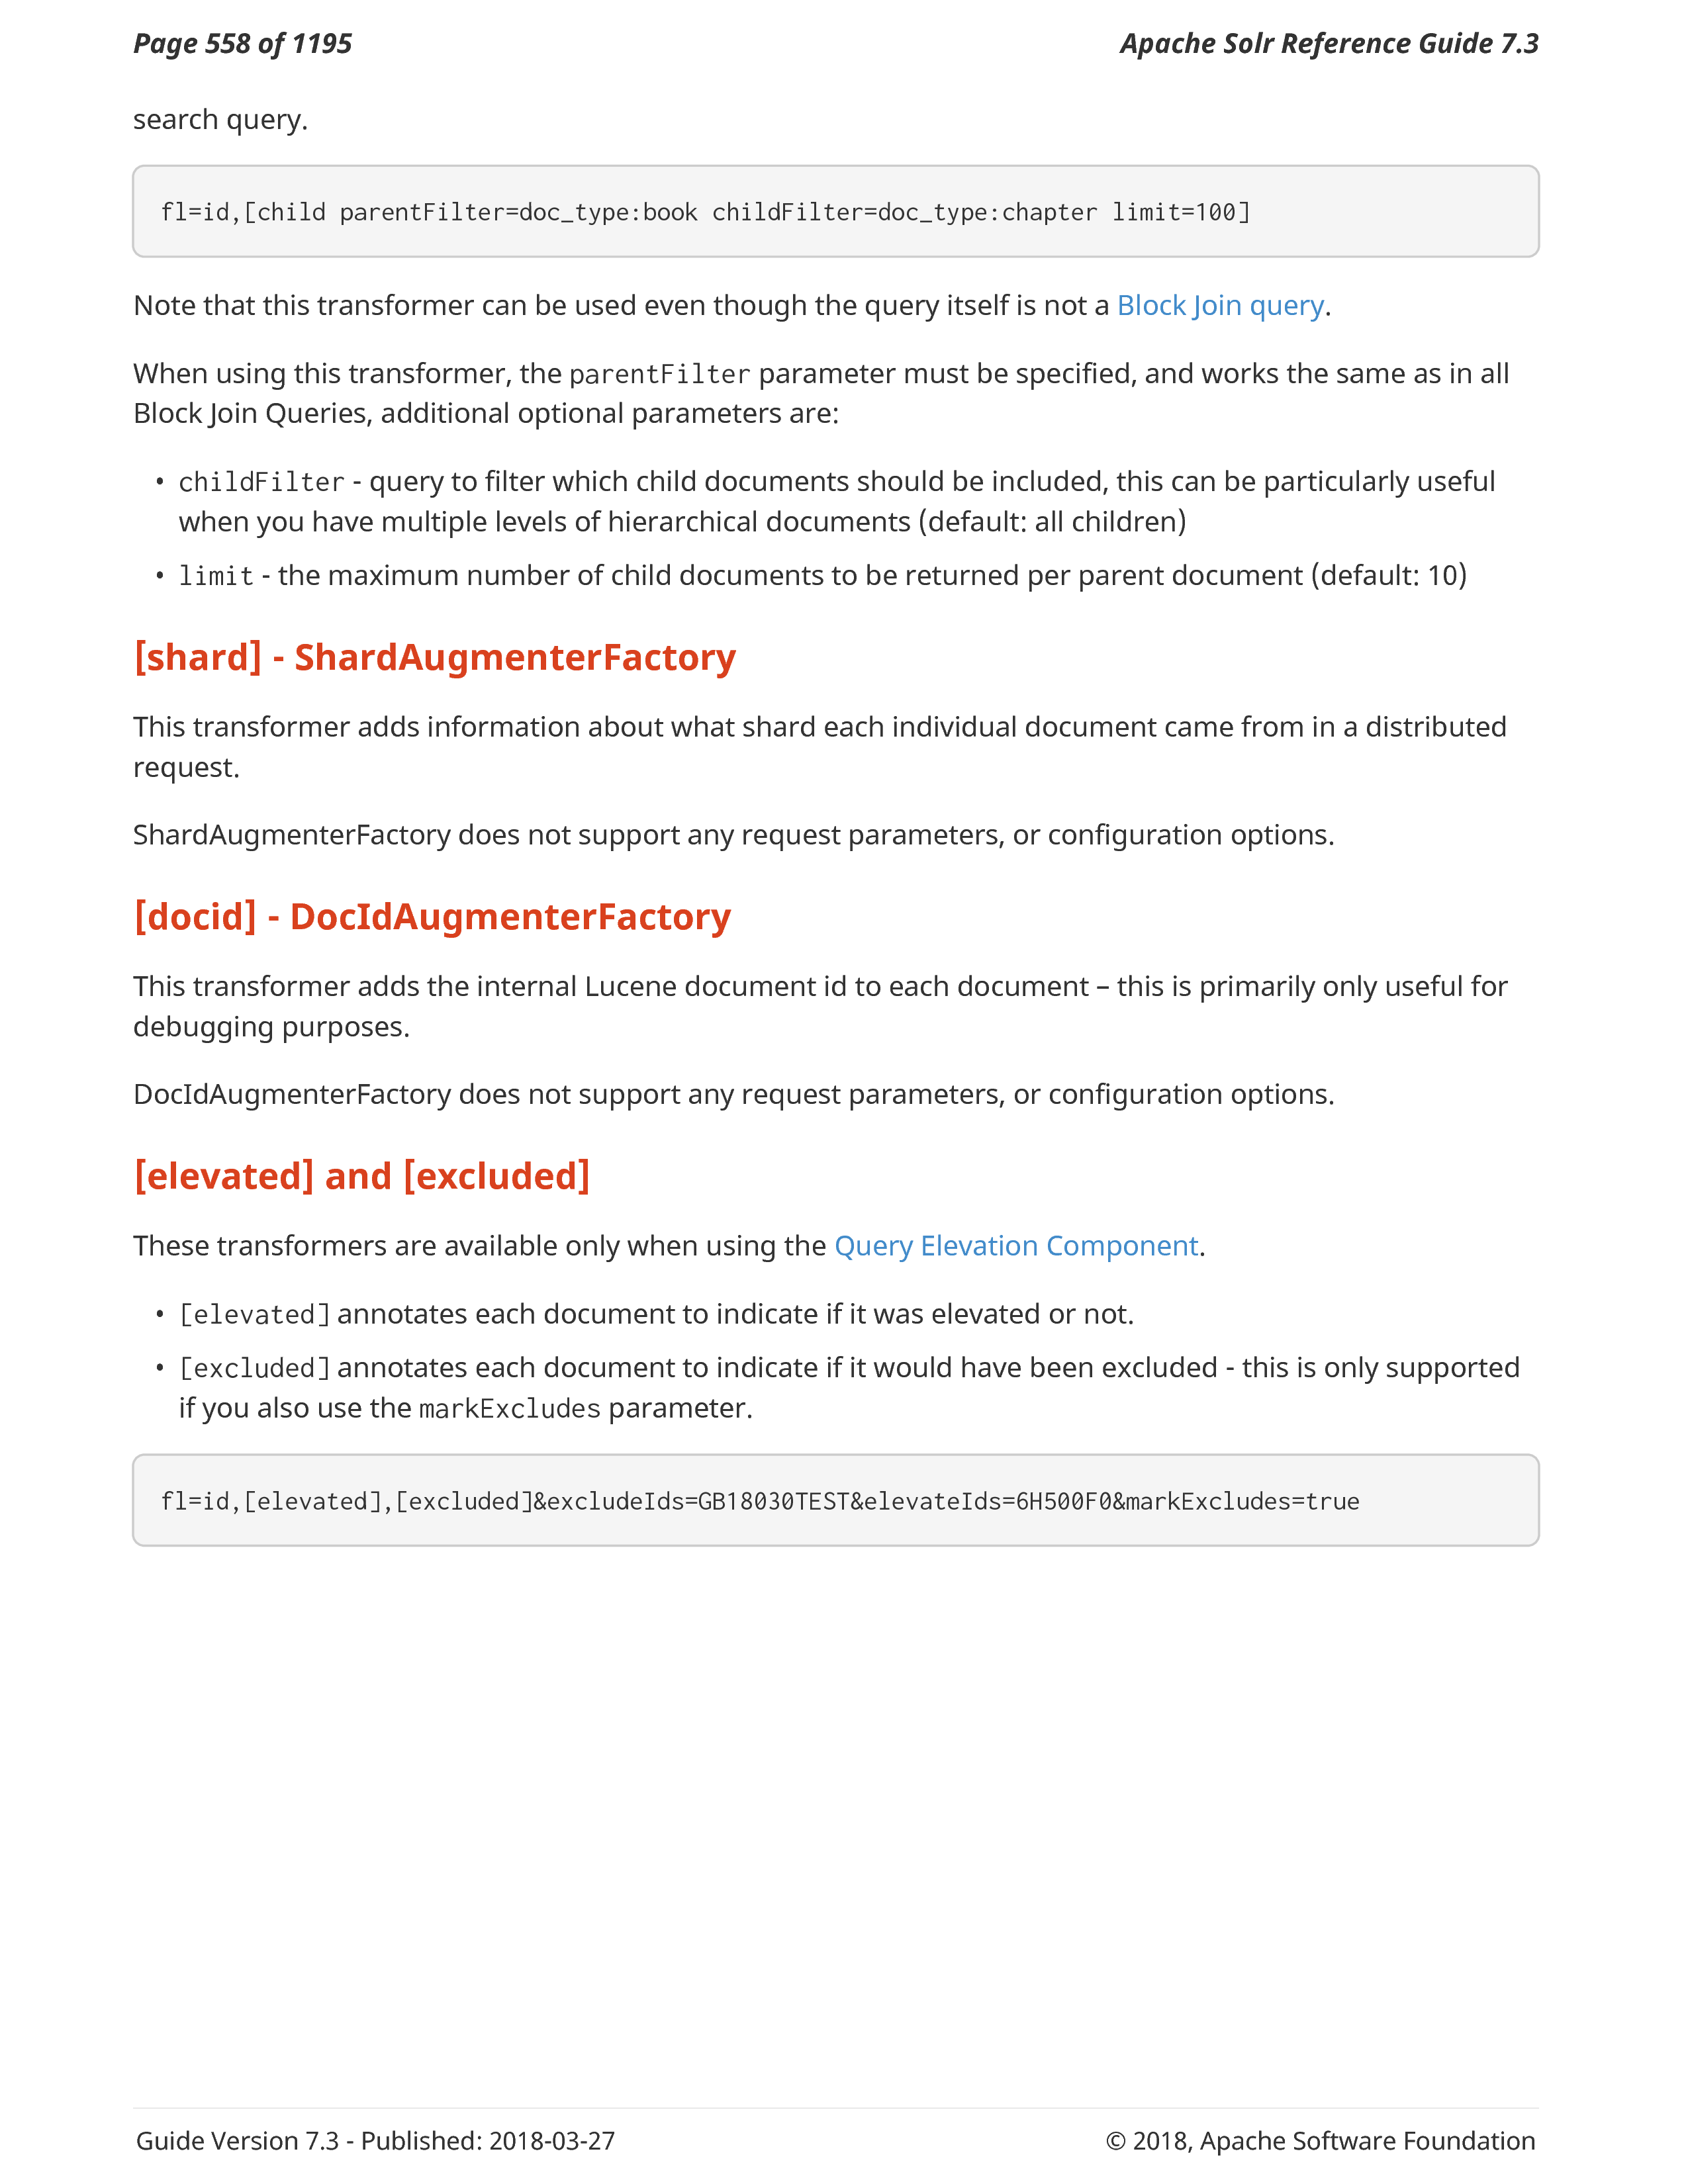 Page 558 of 1195
Apache Solr Reference Guide 7.3
search query.
fl=id,[child parentFilter=doc_type:book childFilter=doc_type:chapter limit=100]
Note that this transformer can be used even though the query itself is not a Block Join query.
When using this transformer, the parentFilter parameter must be specified, and works the same as in all
Block Join Queries, additional optional parameters are:
• childFilter - query to filter which child documents should be included, this can be particularly useful
when you have multiple levels of hierarchical documents (default: all children)
• limit - the maximum number of child documents to be returned per parent document (default: 10)
[shard] - ShardAugmenterFactory
This transformer adds information about what shard each individual document came from in a distributed
request.
ShardAugmenterFactory does not support any request parameters, or configuration options.
[docid] - DocIdAugmenterFactory
This transformer adds the internal Lucene document id to each document – this is primarily only useful for
debugging purposes.
DocIdAugmenterFactory does not support any request parameters, or configuration options.
[elevated] and [excluded]
These transformers are available only when using the Query Elevation Component.
• [elevated] annotates each document to indicate if it was elevated or not.
• [excluded] annotates each document to indicate if it would have been excluded - this is only supported
if you also use the markExcludes parameter.
fl=id,[elevated],[excluded]&excludeIds=GB18030TEST&elevateIds=6H500F0&markExcludes=true
Guide Version 7.3 - Published: 2018-03-27
© 2018, Apache Software Foundation